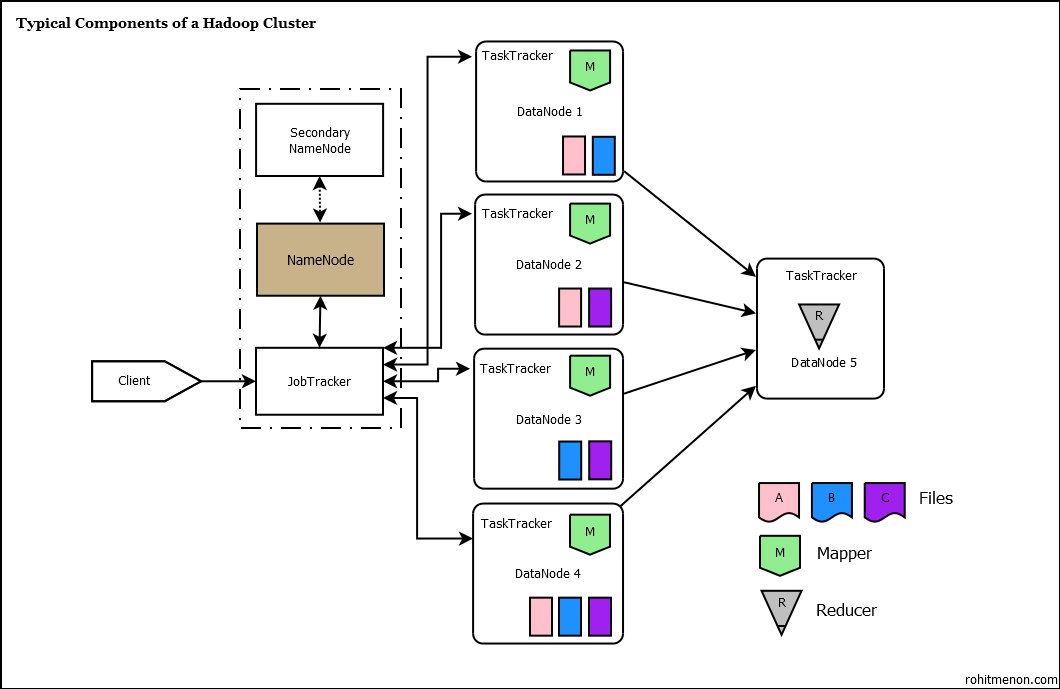 Typical Components of a Hadoop Cluster
Secondary
NameNode
NameNode
Client
JobTracker
TaskTracker
M
DataNode 1
TaskTracker
M
DataNode 2
TaskTracker
M
DataNode 3
TaskTracker
M
DataNode 4
TaskTracker
R
DataNode 5
A B C Files
M Mapper
R Reducer
rohitmenon.com